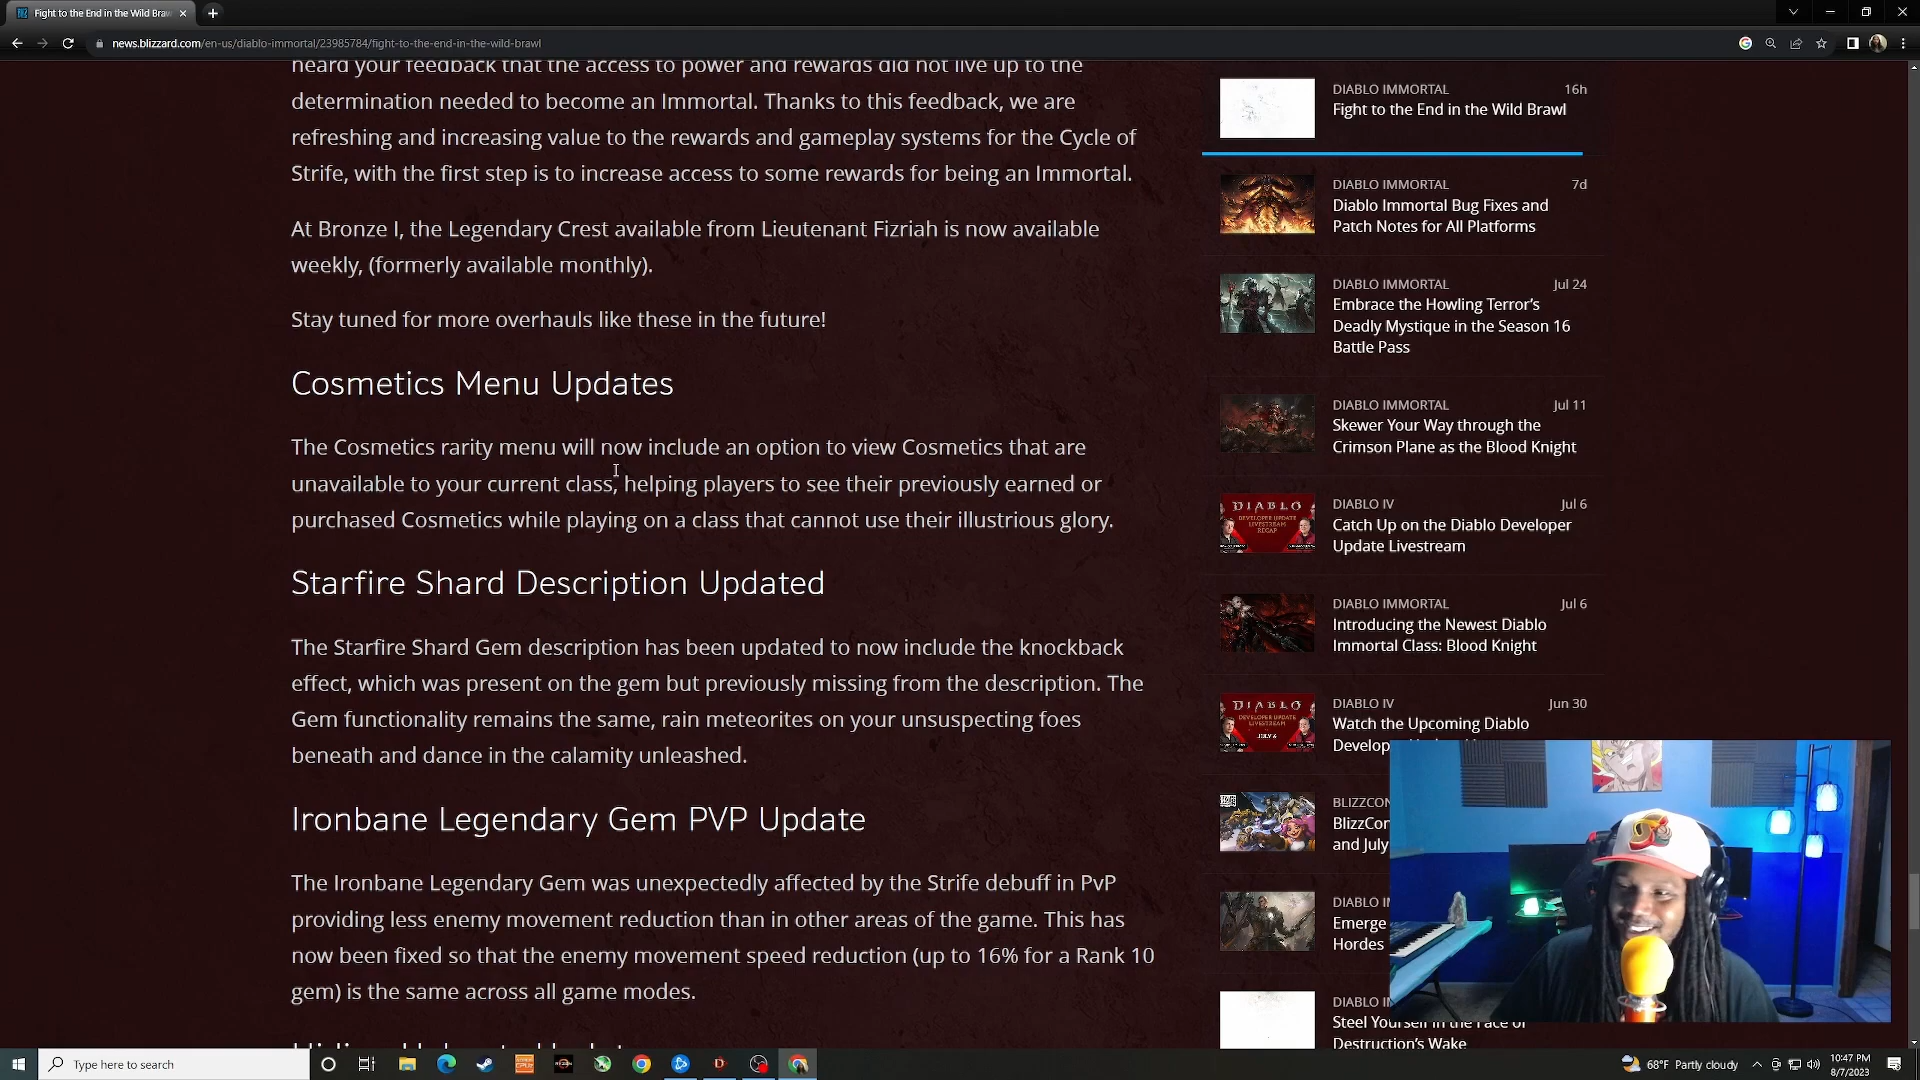 Fight to the End in the Wild Braw
news.blizzard.com/en-us/diablo-immortal/23985784/fight-to-the-end-in-the-wild-brawl
heard your feedback that the access to power and rewards did not live up to the
determination needed to become an Immortal. Thanks to this feedback, we are
refreshing and increasing value to the rewards and gameplay systems for the Cycle of
Strife, with the first step is to increase access to some rewards for being an Immortal.
At Bronze I, the Legendary Crest available from Lieutenant Fizriah is now available
weekly, (formerly available monthly).
Stay tuned for more overhauls like these in the future!
Cosmetics Menu Updates
The Cosmetics rarity menu will now include an option to view Cosmetics that are
unavailable to your current class, helping players to see their previously earned or
purchased Cosmetics while playing on a class that cannot use their illustrious glory.
Starfire Shard Description Updated
The Starfire Shard Gem description has been updated to now include the knockback
effect, which was present on the gem but previously missing from the description. The
Gem functionality remains the same, rain meteorites on your unsuspecting foes
beneath and dance in the calamity unleashed.
Ironbane Legendary Gem PVP Update
The Ironbane Legendary Gem was unexpectedly affected by the Strife debuff in PvP
providing less enemy movement reduction than in other areas of the game. This has
now been fixed so that the enemy movement speed reduction (up to 16% for a Rank 10
gem) is the same across all game modes.
DIABLO IMMORTAL 16h
Fight to the End in the Wild Brawl
DIABLO IMMORTAL 7d
Diablo Immortal Bug Fixes and
Patch Notes for All Platforms
DIABLO IMMORTAL Jul 24
Embrace the Howling Terror's
Deadly Mystique in the Season 16
Battle Pass
DIABLO IMMORTAL Jul 11
Skewer Your Way through the
Crimson Plane as the Blood Knight
DIABLO
DEVELOPER UPDATE
LIVESTREAM
RECAP
DIABLO IV Jul 6
Catch Up on the Diablo Developer
Update Livestream
DIABLO IMMORTAL Jul 6
Introducing the Newest Diablo
Immortal Class: Blood Knight
DIABLO
DEVELOPER UPDATE
LIVESTREAM
JULY 6
DIABLO IV Jun 30
Watch the Upcoming Diablo
Develop
BLIZZCON
BlizzCon
and July
DIABLO I
Emerge
Hordes
DIABLO I
Steel Yourself in the Face of
Destruction's Wake
Type here to search
68°F Partly cloudy
10:47 PM
8/7/2023